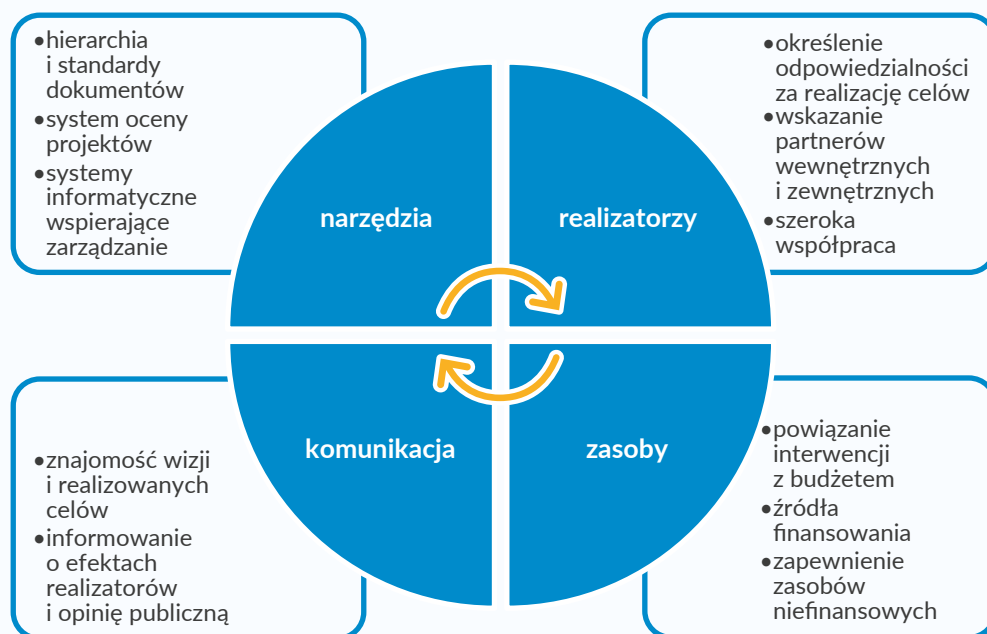 •hierarchia
i standardy
dokumentów
•system oceny
projektów
•systemy
informatyczne
wspierające
zarządzanie
narzędzia
realizatorzy
•określenie
odpowiedzialności
za realizację celów
•wskazanie
partnerów
wewnętrznych
i zewnętrznych
•szeroka
współpraca
•znajomość wizji
i realizowanych
celów
•informowanie
o efektach
realizatorów
i opinię publiczną
komunikacja
zasoby
•powiązanie
interwencji
z budżetem
•źródła
finansowania
•zapewnienie
zasobów
niefinansowych